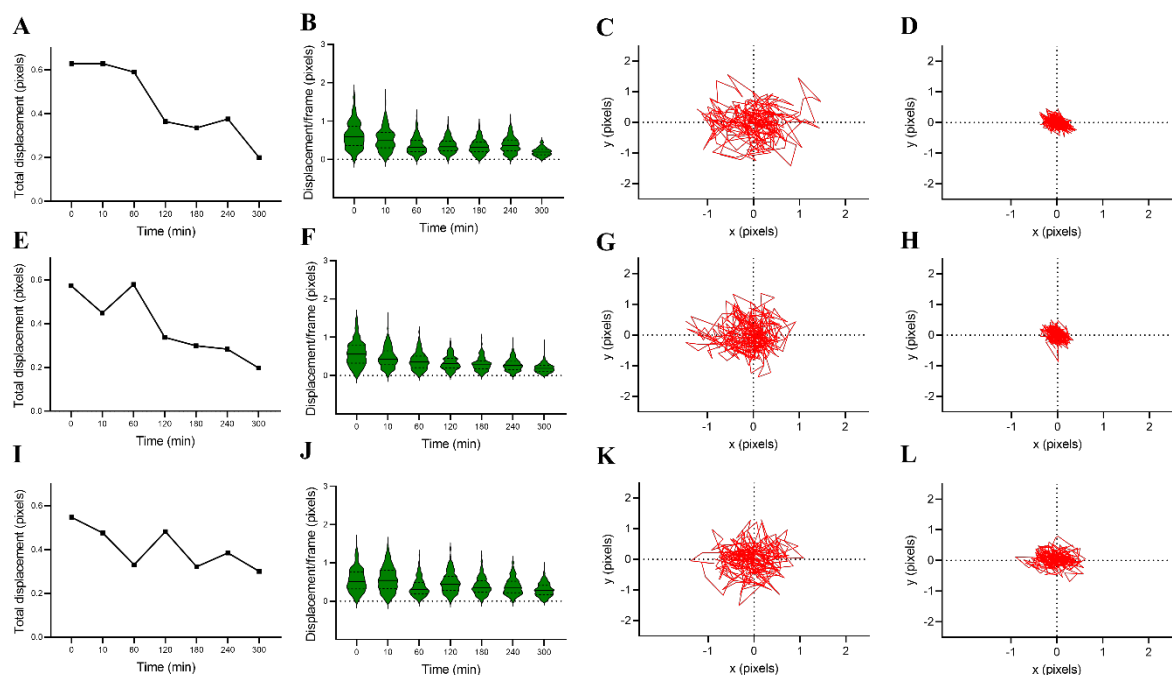 A
Total displacement (pixels)
0.6
0.4
0.2
0.0
0 10 60 120 180 240 300
Time (min)
B
Displacement/frame (pixels)
3
2
1
0
0 10 60 120 180 240 300
Time (min)
C
y (pixels)
2
1
0
-1
-2
-1 0 1 2
x (pixels)
D
y (pixels)
2
1
0
-1
-2
-1 0 1 2
x (pixels)
E
Total displacement (pixels)
0.6
0.4
0.2
0.0
0 10 60 120 180 240 300
Time (min)
F
Displacement/frame (pixels)
3
2
1
0
0 10 60 120 180 240 300
Time (min)
G
y (pixels)
2
1
0
-1
-2
-1 0 1 2
x (pixels)
H
y (pixels)
2
1
0
-1
-2
-1 0 1 2
x (pixels)
I
Total displacement (pixels)
0.6
0.4
0.2
0.0
0 10 60 120 180 240 300
Time (min)
J
Displacement/frame (pixels)
3
2
1
0
0 10 60 120 180 240 300
Time (min)
K
y (pixels)
2
1
0
-1
-2
-1 0 1 2
x (pixels)
L
y (pixels)
2
1
0
-1
-2
-1 0 1 2
x (pixels)